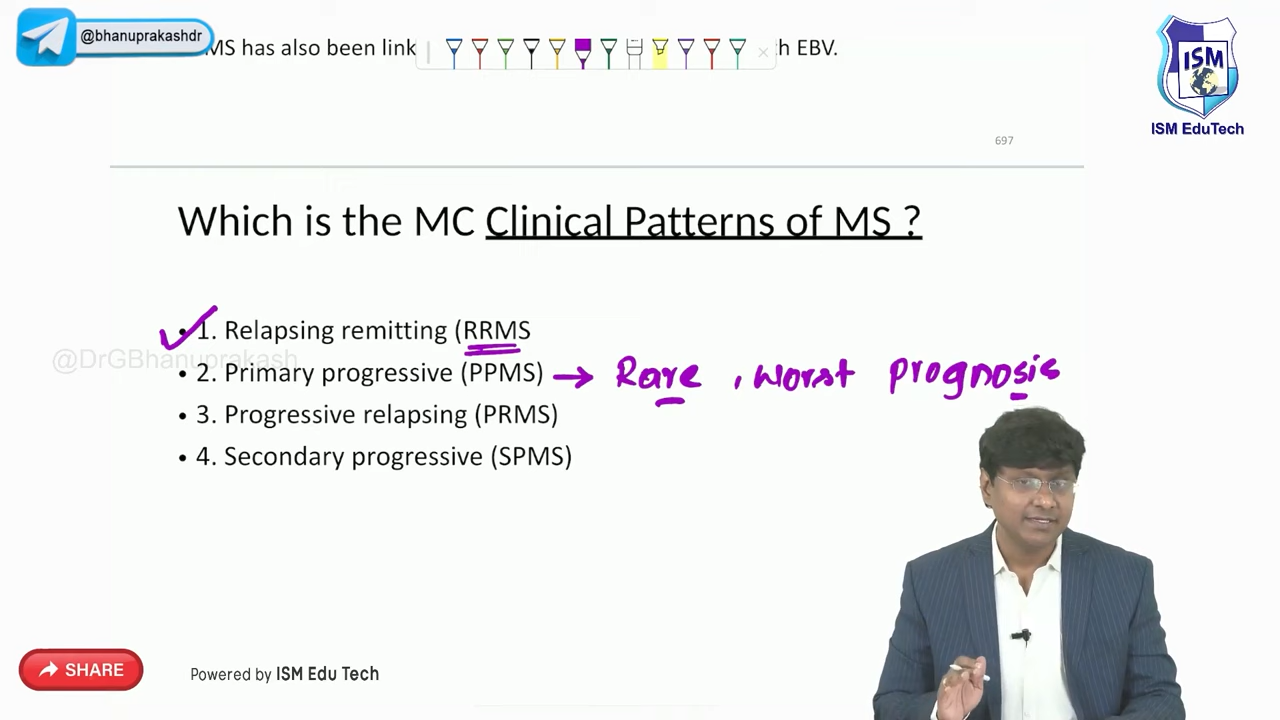 @bhanuprakashdr
MS has also been link h EBV.
ISM
ISM EduTech
697
Which is the MC Clinical Patterns of MS ?
• 1. Relapsing remitting (RRMS
@DrGBhanuprakash
• 2. Primary progressive (PPMS) → Rare , worst prognosis
• 3. Progressive relapsing (PRMS)
• 4. Secondary progressive (SPMS)
SHARE
Powered by ISM Edu Tech